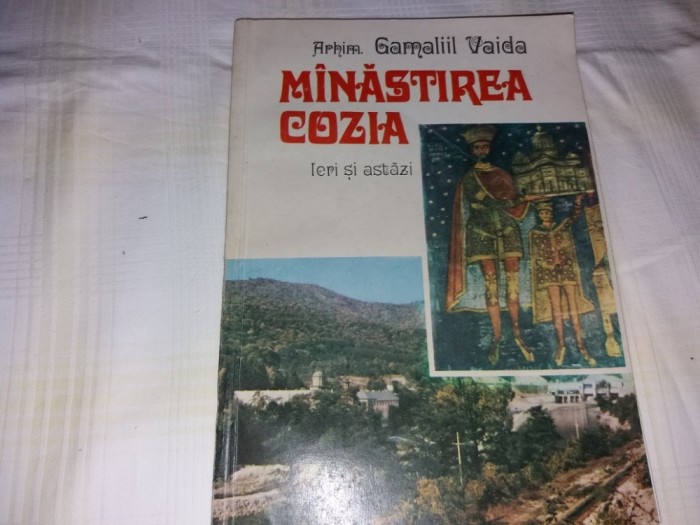 Arhim. Gamaliil Vaida
MÎNĂSTIREA
COZIA
Ieri și astăzi